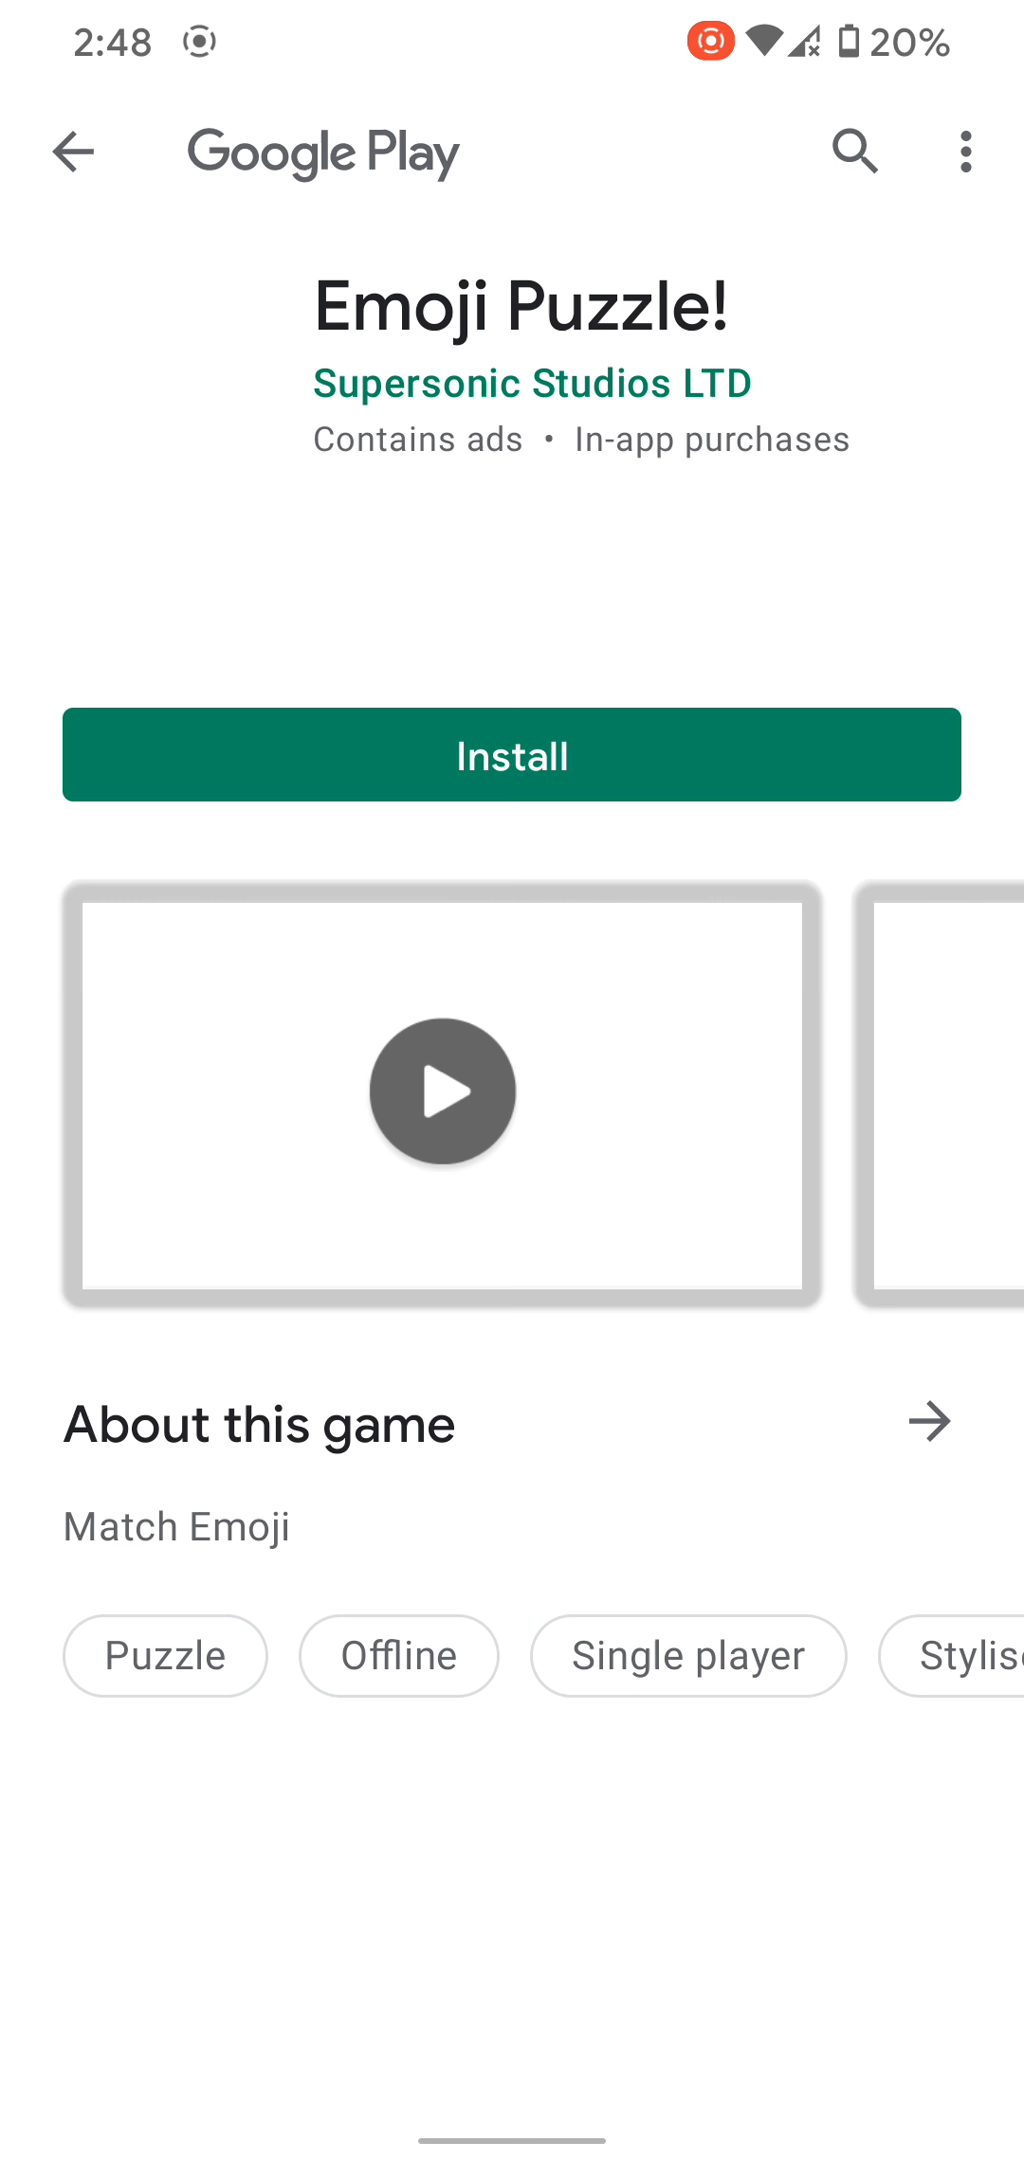 2:48 20%
Google Play
Emoji Puzzle!
Supersonic Studios LTD
Contains ads • In-app purchases
Install
About this game
Match Emoji
Puzzle Offline Single player